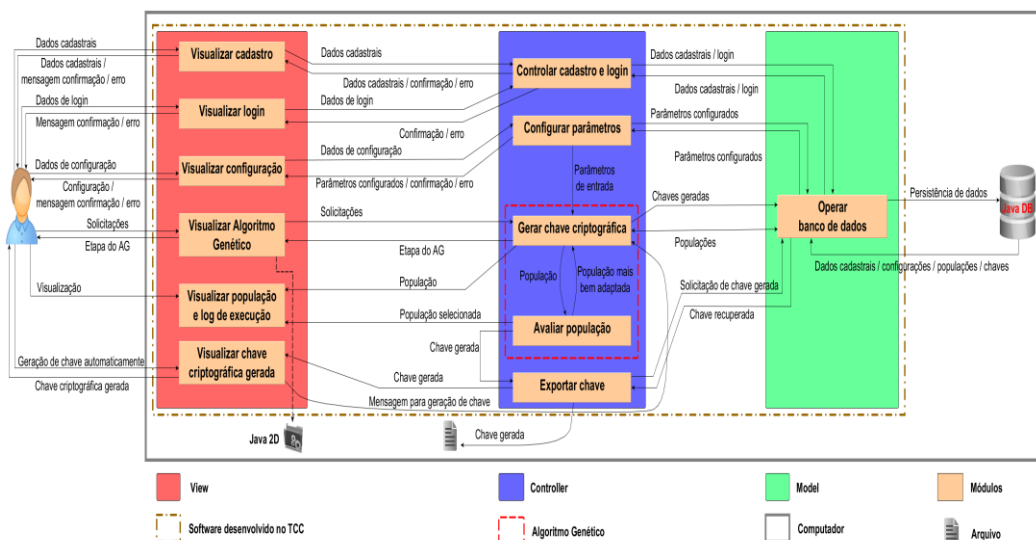 Dados cadastrais
Dados cadastrais /
mensagem confirmação / erro
Dados de login
Mensagem confirmação / erro
Dados de configuração
Configuração /
mensagem confirmação / erro
Solicitações
Etapa do AG
Visualização
Geração de chave automaticamente
Chave criptográfica gerada
Visualizar cadastro
Visualizar login
Visualizar configuração
Visualizar Algoritmo
Genético
Visualizar população
e log de execução
Visualizar chave
criptográfica gerada
Java 2D
Dados cadastrais
Dados cadastrais / confirmação / erro
Dados de login
Confirmação / erro
Dados de configuração
Parâmetros configurados / confirmação / erro
Solicitações
Etapa do AG
População
População selecionada
Chave gerada
Chave gerada
Mensagem para geração de chave
Chave gerada
Controlar cadastro e login
Configurar parâmetros
Parâmetros
de entrada
Gerar chave criptográfica
População
População mais
bem adaptada
Avaliar população
Exportar chave
Dados cadastrais / login
Dados cadastrais / login
Parâmetros configurados
Parâmetros configurados
Chaves geradas
Populações
Solicitação de chave gerada
Chave recuperada
Operar
banco de dados
Persistência de dados
Java DB
Dados cadastrais / configurações / populações / chaves
View
Controller
Model
Módulos
Software desenvolvido no TCC
Algoritmo Genético
Computador
Arquivo